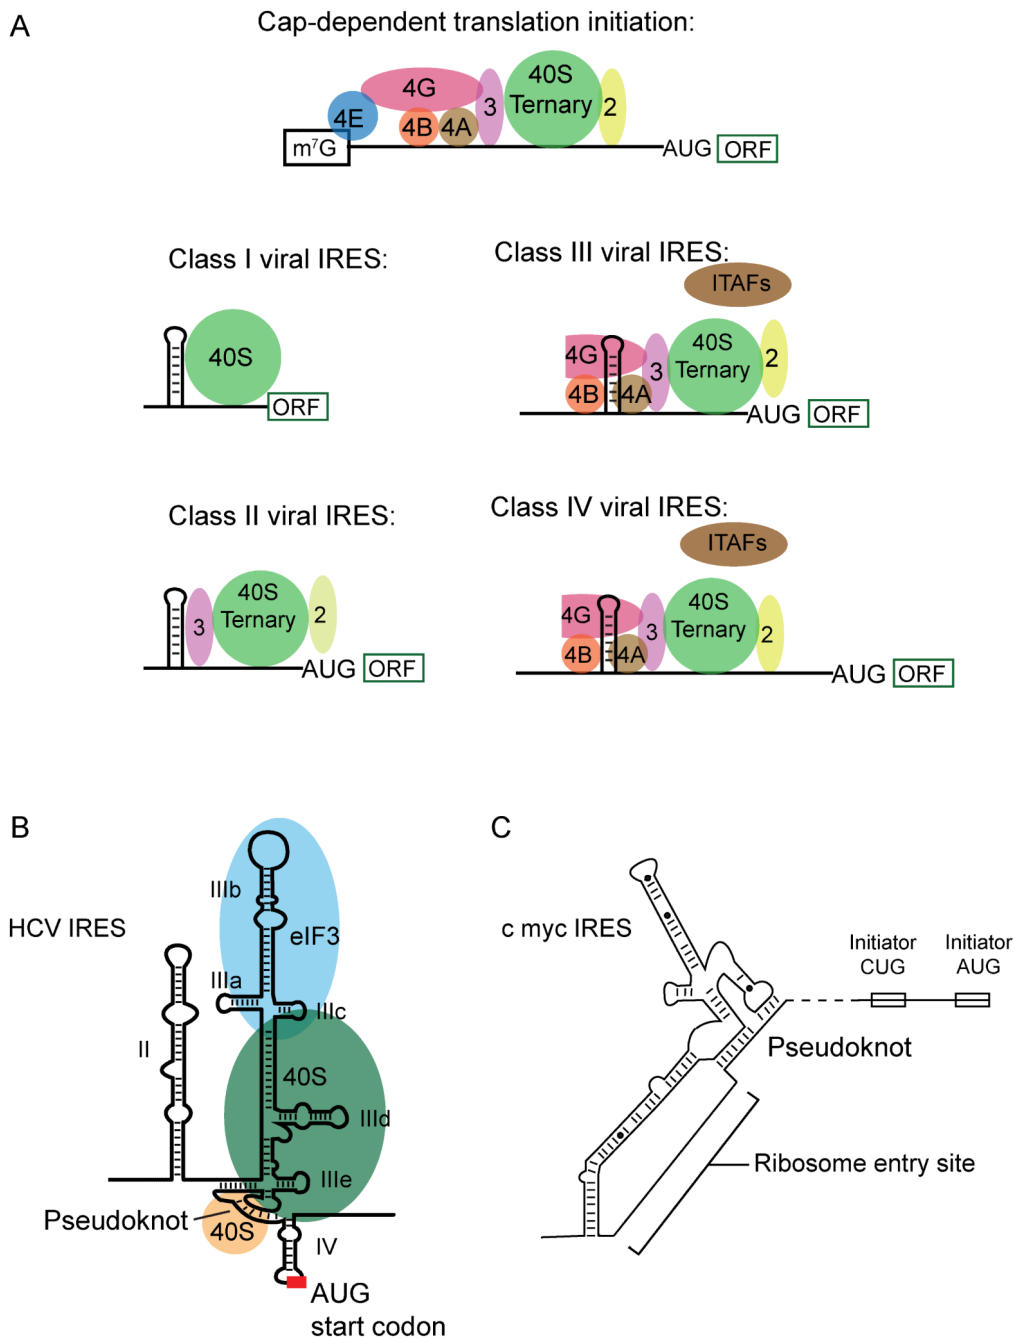 A
Cap-dependent translation initiation:
4E
4G
4B
4A
3
40S
Ternary
2
m⁷G
AUG
ORF
Class I viral IRES:
40S
ORF
Class III viral IRES:
ITAFs
4G
4B
4A
3
40S
Ternary
2
AUG
ORF
Class II viral IRES:
3
40S
Ternary
2
AUG
ORF
Class IV viral IRES:
ITAFs
4G
4B
4A
3
40S
Ternary
2
AUG
ORF
B
HCV IRES
IIIb
eIF3
IIIa
IIIc
II
40S
IIId
IIIe
Pseudoknot
40S
IV
AUG
start codon
C
c myc IRES
Initiator
CUG
Initiator
AUG
Pseudoknot
Ribosome entry site